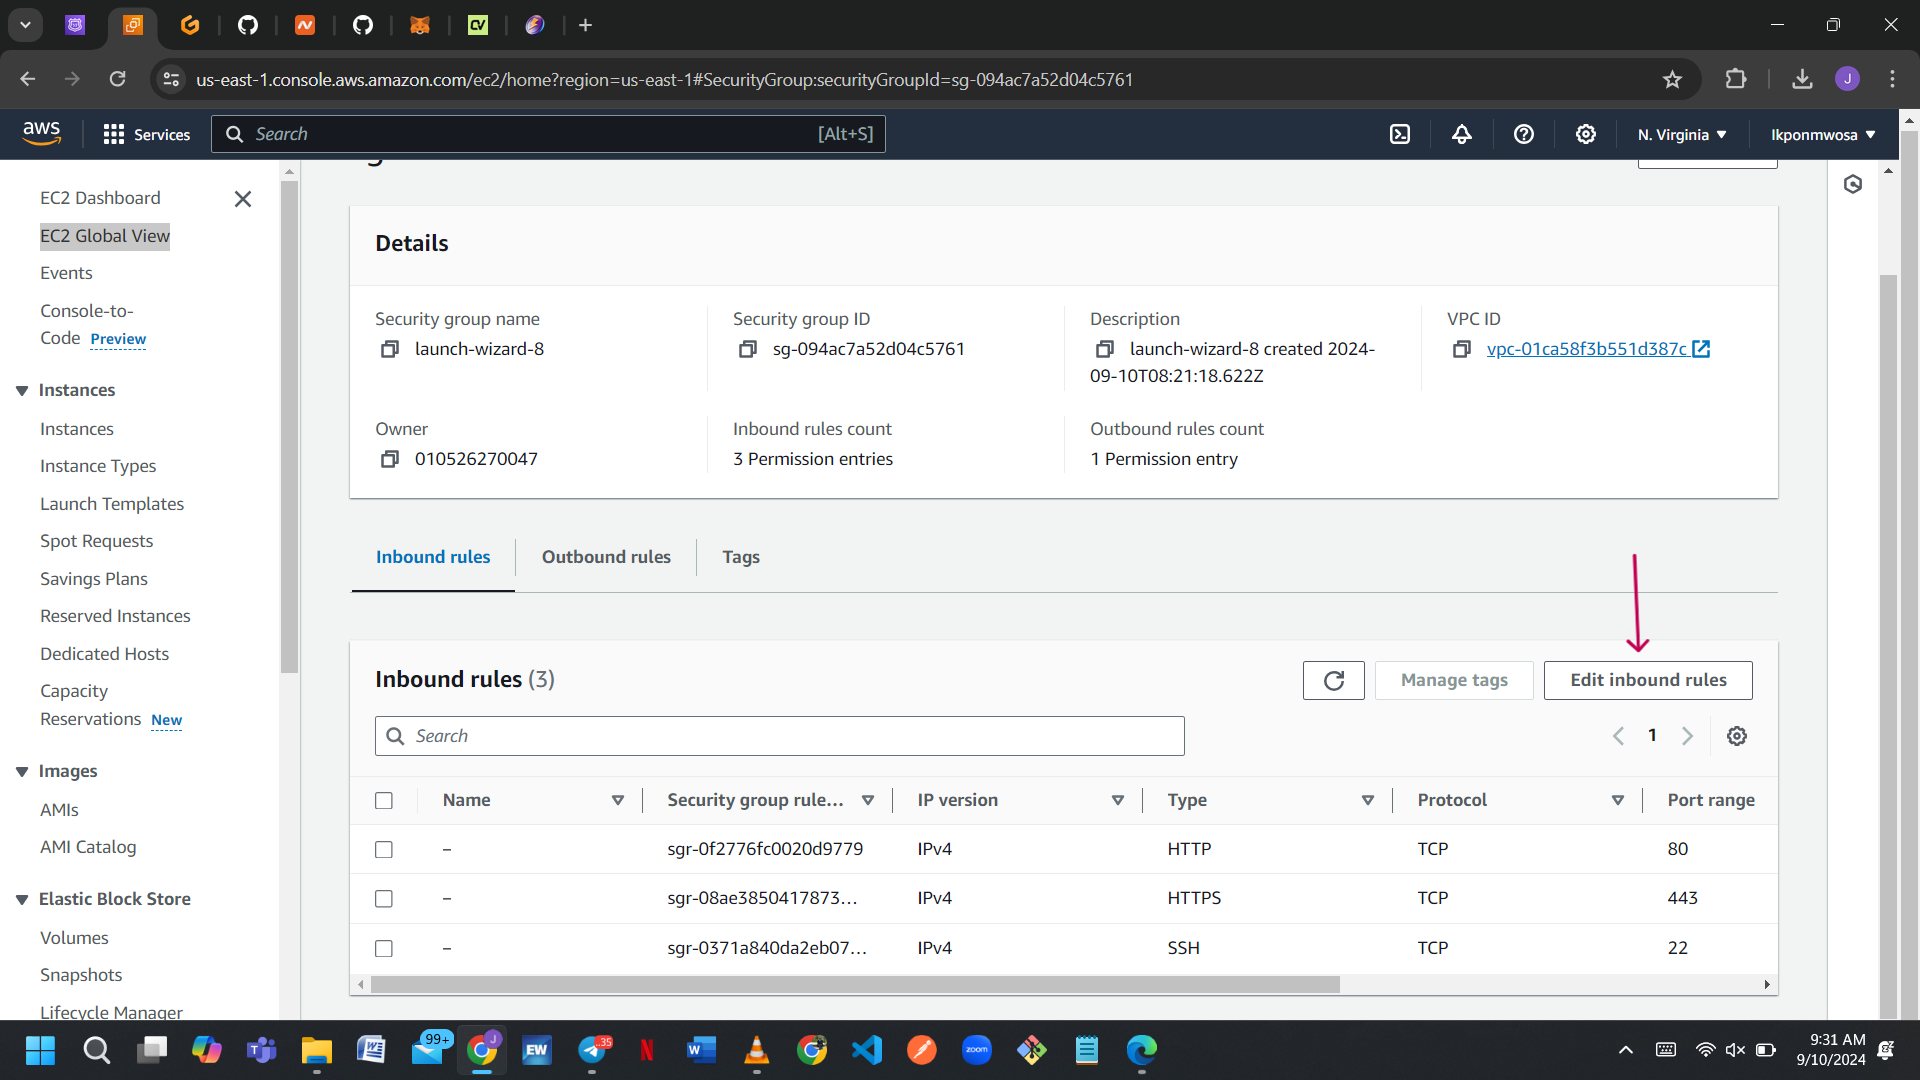 us-east-1.console.aws.amazon.com/ec2/home?region=us-east-1#SecurityGroup:securityGroupId=sg-094ac7a52d04c5761
J
aws
Services
Search
[Alt+S]
N. Virginia
Ikponmwosa
EC2 Dashboard
EC2 Global View
Events
Console-to-
Code Preview
Instances
Instances
Instance Types
Launch Templates
Spot Requests
Savings Plans
Reserved Instances
Dedicated Hosts
Capacity
Reservations New
Images
AMIs
AMI Catalog
Elastic Block Store
Volumes
Snapshots
Lifecycle Manager
Details
Security group name
launch-wizard-8
Security group ID
sg-094ac7a52d04c5761
Description
launch-wizard-8 created 2024-
09-10T08:21:18.622Z
VPC ID
vpc-01ca58f3b551d387c
Owner
010526270047
Inbound rules count
3 Permission entries
Outbound rules count
1 Permission entry
Inbound rules
Outbound rules
Tags
Inbound rules (3)
Manage tags
Edit inbound rules
Search
1
Name
Security group rule...
IP version
Type
Protocol
Port range
– sgr-0f2776fc0020d9779 IPv4 HTTP TCP 80
– sgr-08ae3850417873... IPv4 HTTPS TCP 443
– sgr-0371a840da2eb07... IPv4 SSH TCP 22
99+
J
EW
35
N
W
zoom
9:31 AM
9/10/2024